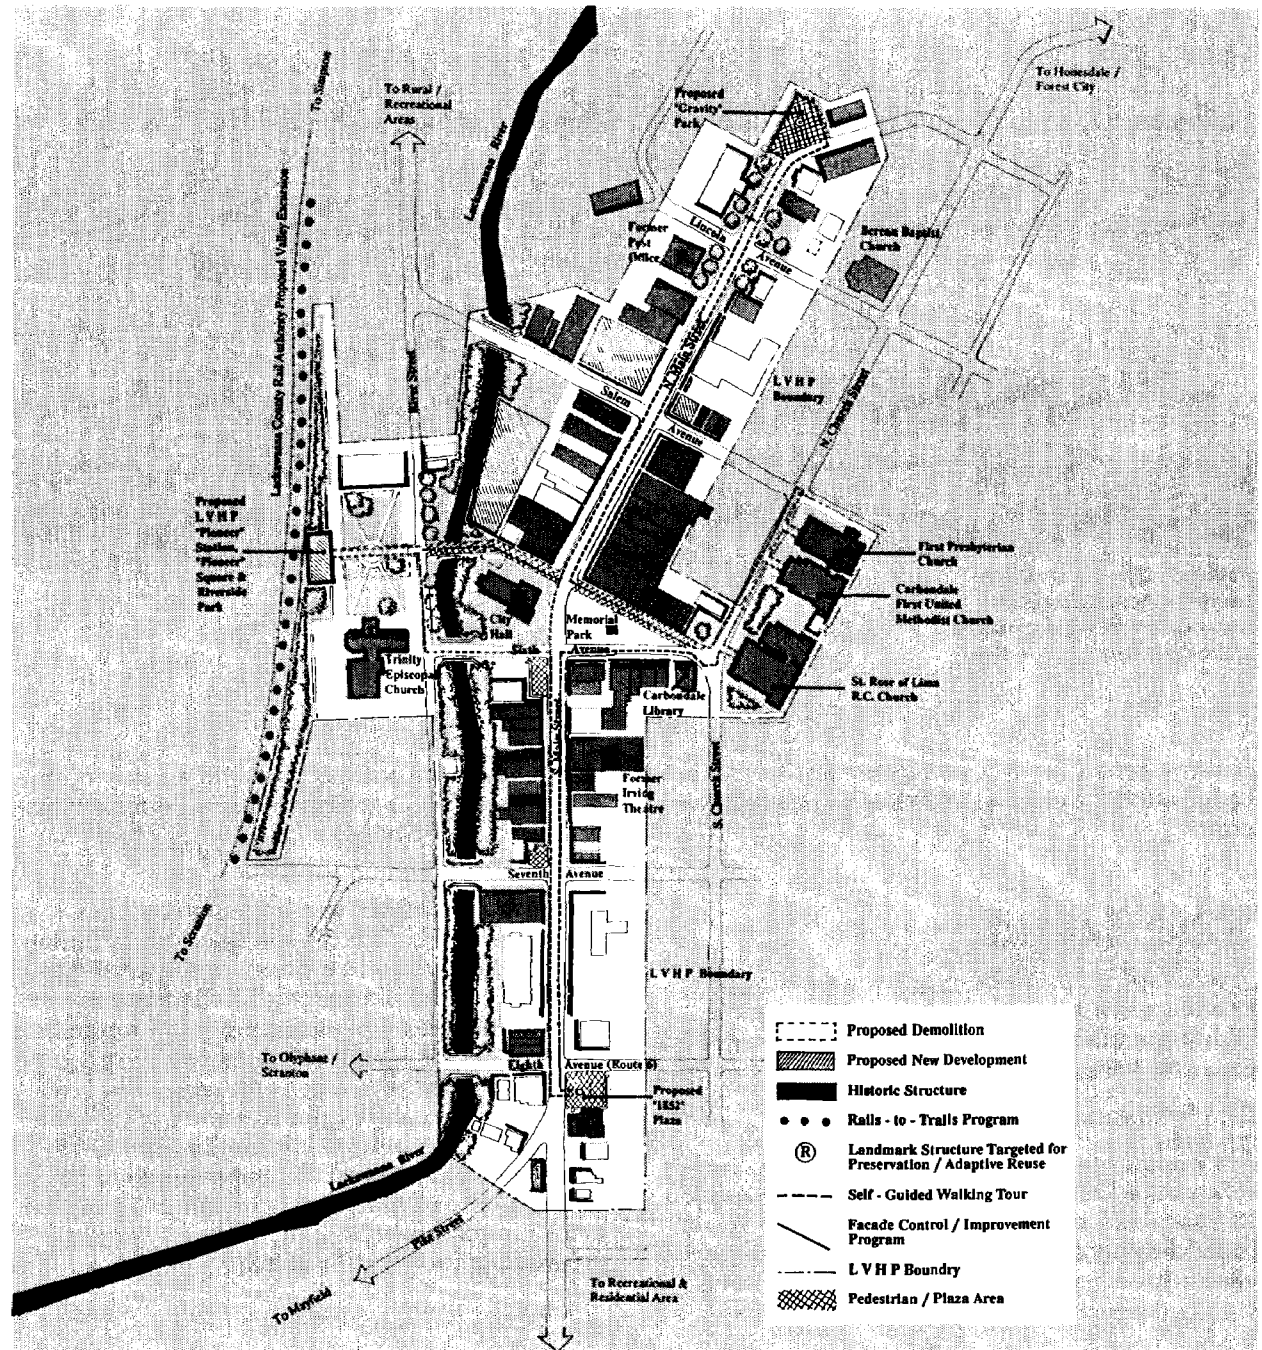 To Simpson
To Rural /
Recreational
Areas
Lackawanna River
Proposed
"Gravity"
Park
To Honesdale /
Forest City
Lackawanna County Rail Authority Proposed Valley Excursion
Former
Post
Office
Lincoln
Avenue
Berean Baptist
Church
River Street
N. Main Street
Salem
Avenue
L V H P
Boundary
N. Church Street
Proposed
L V H P
"Pioneer"
Station,
"Pioneer"
Square &
Riverside
Park
First Presbyterian
Church
Carbondale
First United
Methodist Church
City
Hall
Memorial
Park
Sixth
Avenue
Trinity
Episcopal
Church
Carbondale
Library
St. Rose of Lima
R.C. Church
S. Main Street
Former
Irving
Theatre
S. Church Street
Seventh
Avenue
To Scranton
L V H P Boundary
To Olyphant /
Scranton
Eighth
Avenue (Route 6)
Proposed
"1852"
Plaza
Lackawanna River
Pike Street
To Mayfield
To Recreational &
Residential Area
Proposed Demolition
Proposed New Development
Historic Structure
Rails - to - Trails Program
R
Landmark Structure Targeted for
Preservation / Adaptive Reuse
Self - Guided Walking Tour
Facade Control / Improvement
Program
L V H P Boundry
Pedestrian / Plaza Area